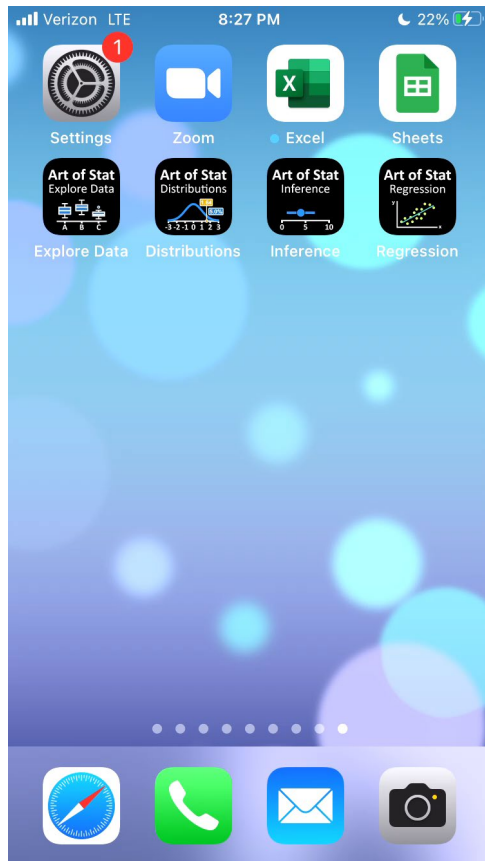 Verizon LTE 8:27 PM 22%
1
Settings Zoom Excel Sheets
Art of Stat Art of Stat Art of Stat Art of Stat
Explore Data Distributions Inference Regression
A B C -3 -2 -1 0 1 2 3 0 5 10 y x
Explore Data Distributions Inference Regression